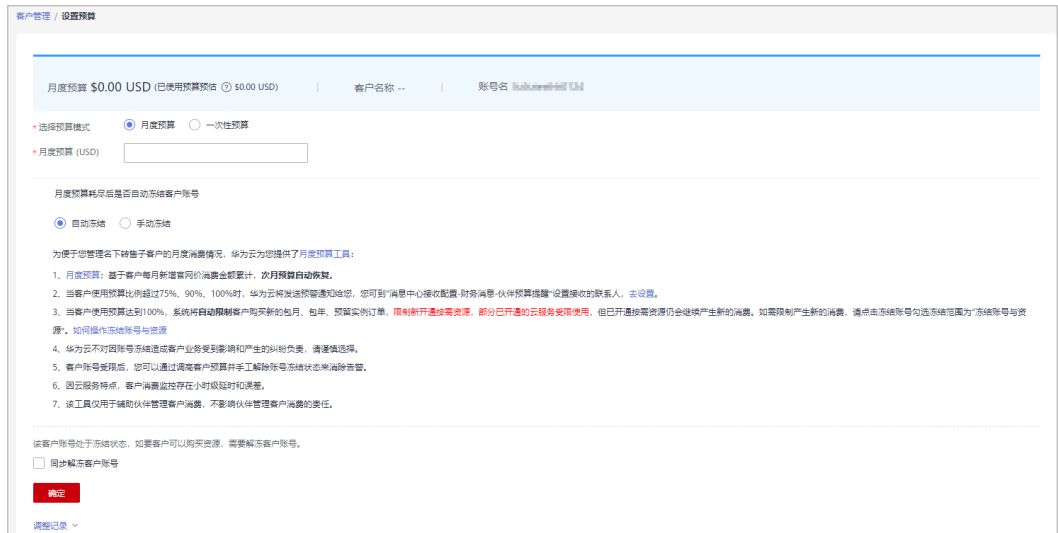 客户管理 / 设置预算
月度预算 $0.00 USD (已使用预算预估 ? $0.00 USD) | 客户名称 -- | 账号名
* 选择预算模式 月度预算 一次性预算
* 月度预算 (USD)
月度预算耗尽后是否自动冻结客户账号
自动冻结 手动冻结
为便于您管理名下转售子客户的月度消费情况，华为云为您提供了月度预算工具：
1、月度预算：基于客户每月新增官网价消费金额累计，次月预算自动恢复。
2、当客户使用预算比例超过75%、90%、100%时，华为云将发送预警通知给您，您可到"消息中心接收配置-财务消息-伙伴预算提醒"设置接收的联系人，去设置。
3、当客户使用预算达到100%，系统将自动限制客户购买新的包月、包年、预留实例订单，限制新开通按需资源，部分已开通的云服务受限使用，但已开通按需资源仍会继续产生新的消费。如需限制产生新的消费，请点击冻结账号勾选冻结范围为"冻结账号与资
源"。如何操作冻结账号与资源
4、华为云不对因账号冻结造成客户业务受到影响和产生的纠纷负责，请谨慎选择。
5、客户账号受限后，您可以通过调高客户预算并手工解除账号冻结状态来消除告警。
6、因云服务特点，客户消费监控存在小时级延时和误差。
7、该工具仅用于辅助伙伴管理客户消费，不影响伙伴管理客户消费的责任。
该客户账号处于冻结状态，如要客户可以购买资源，需要解冻客户账号。
同步解冻客户账号
确定
调整记录